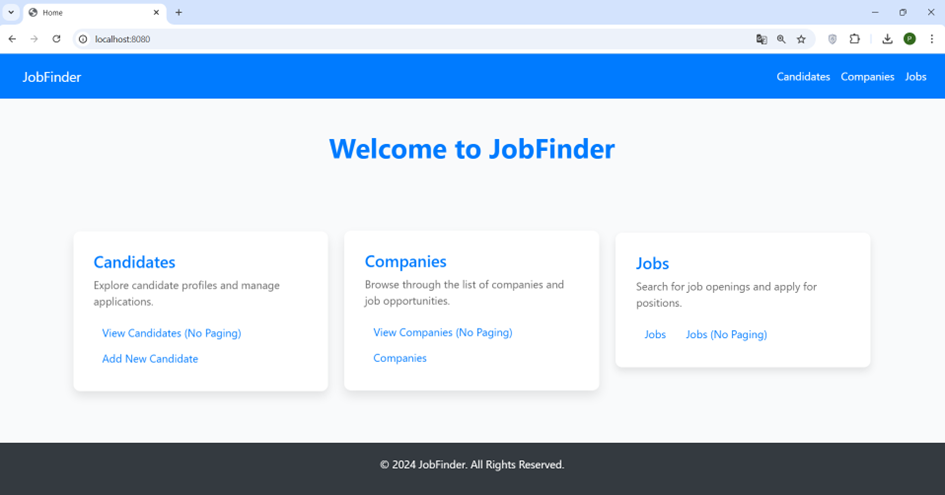 Home
localhost:8080
P
JobFinder
Candidates Companies Jobs
Welcome to JobFinder
Candidates
Explore candidate profiles and manage
applications.
View Candidates (No Paging)
Add New Candidate
Companies
Browse through the list of companies and
job opportunities.
View Companies (No Paging)
Companies
Jobs
Search for job openings and apply for
positions.
Jobs Jobs (No Paging)
© 2024 JobFinder. All Rights Reserved.